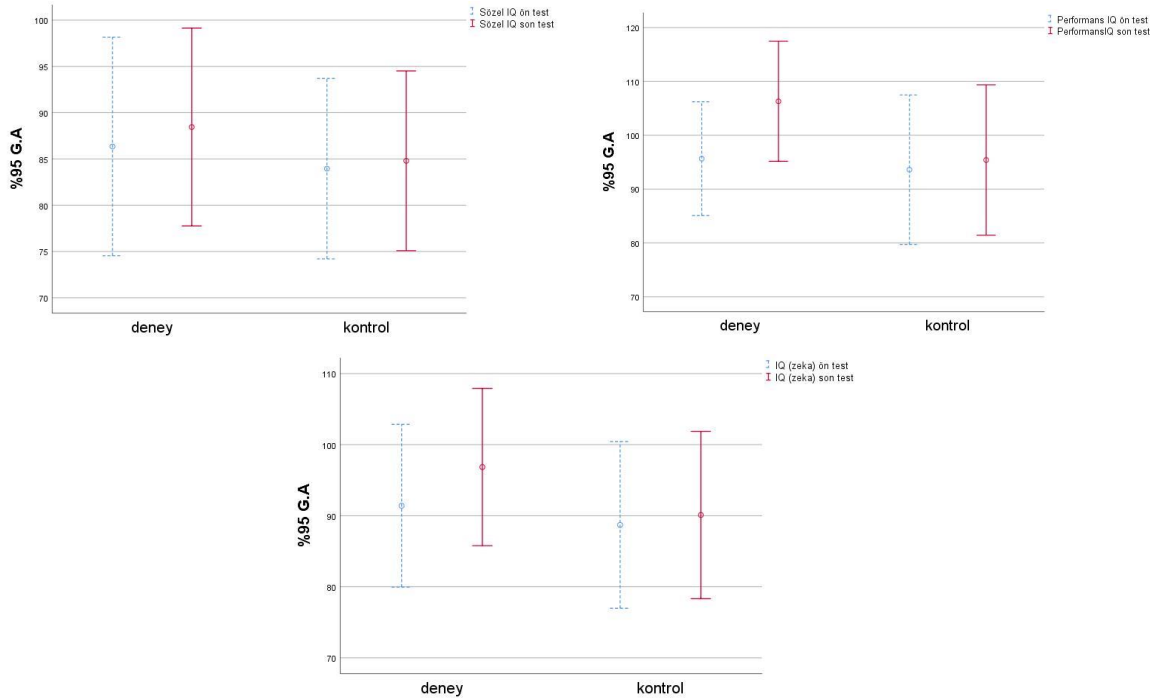 Sözel IQ ön test
Sözel IQ son test
100
95
90
85
80
75
70
%95 G.A
deney kontrol
Performans IQ ön test
PerformansIQ son test
120
110
100
90
80
70
%95 G.A
deney kontrol
IQ (zeka) ön test
IQ (zeka) son test
110
100
90
80
70
%95 G.A
deney kontrol